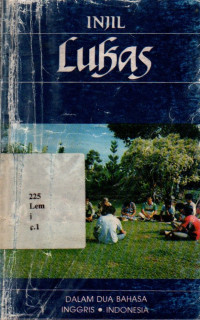 INJIL
Lukas
225
Lem
i
c.1
DALAM DUA BAHASA
INGGRIS • INDONESIA